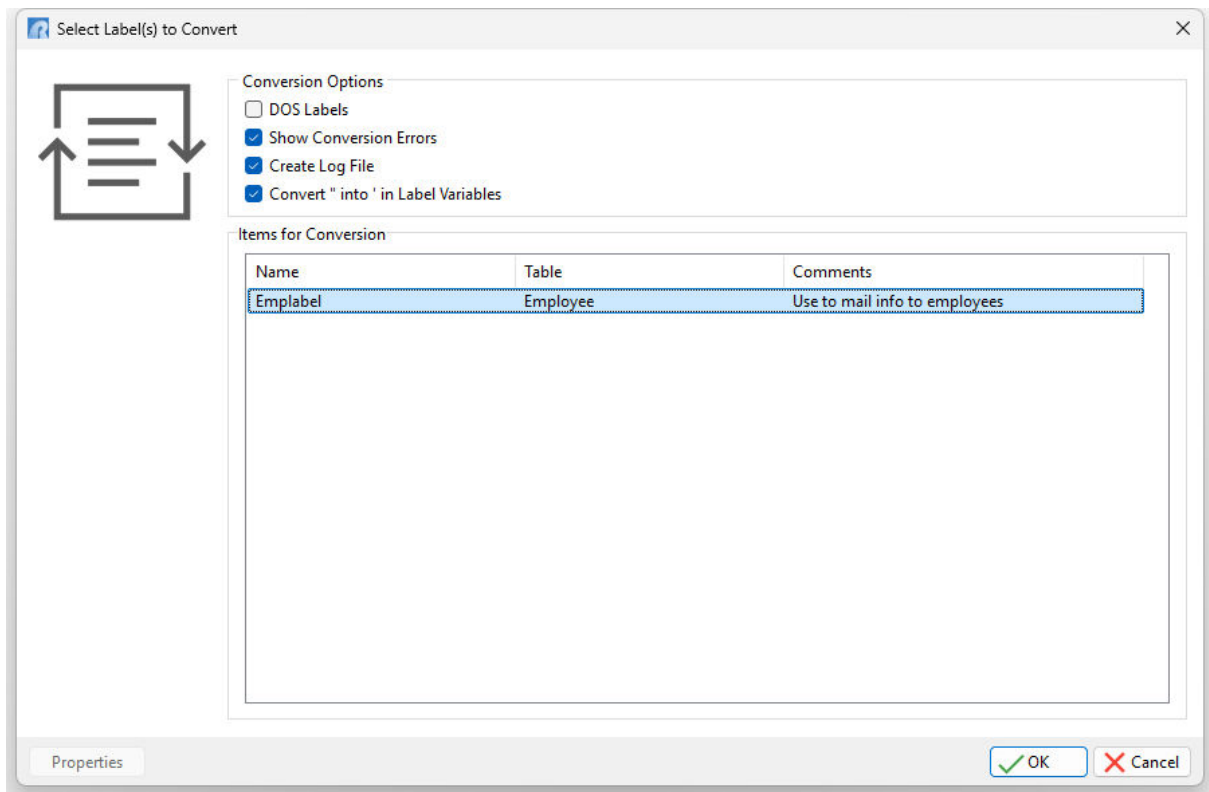 Select Label(s) to Convert
Conversion Options
DOS Labels
Show Conversion Errors
Create Log File
Convert " into ' in Label Variables
Items for Conversion
Name Table Comments
Emplabel Employee Use to mail info to employees
Properties OK Cancel